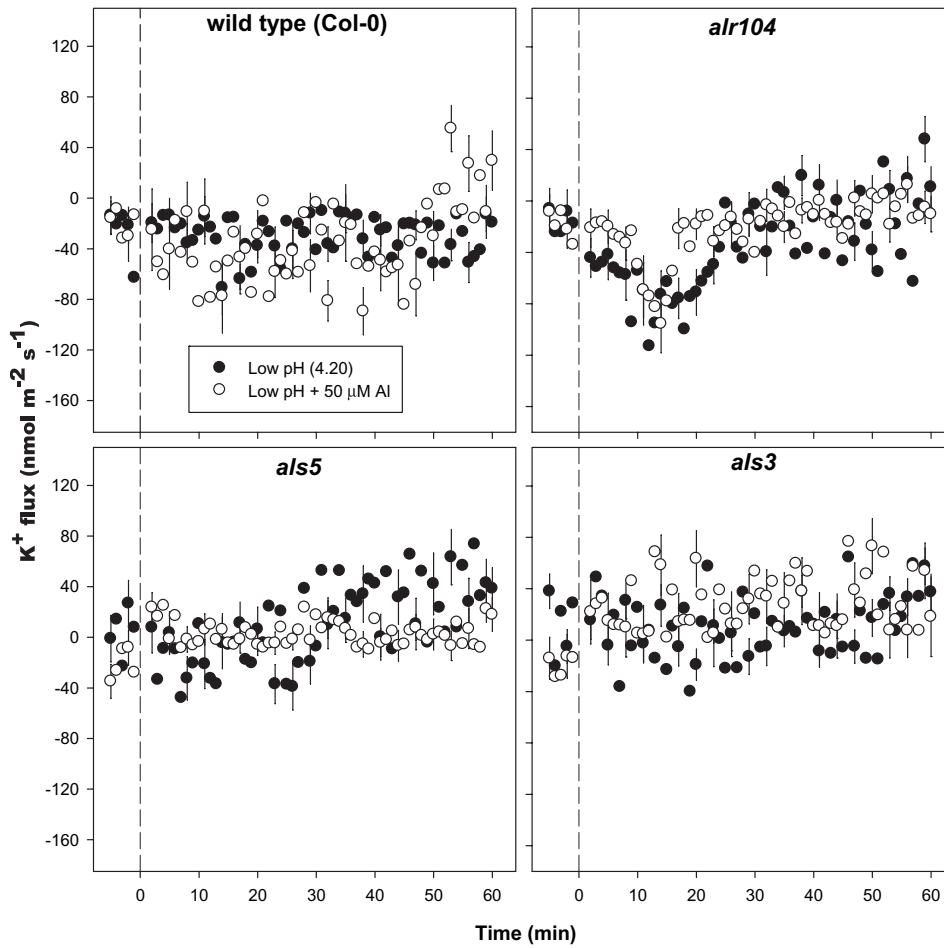 wild type (Col-0)
alr104
120
80
40
0
-40
-80
-120
-160
Low pH (4.20)
Low pH + 50 μM Al
K⁺ flux (nmol m⁻² s⁻¹)
als5
als3
120
80
40
0
-40
-80
-120
-160
0 10 20 30 40 50 60
0 10 20 30 40 50 60
Time (min)